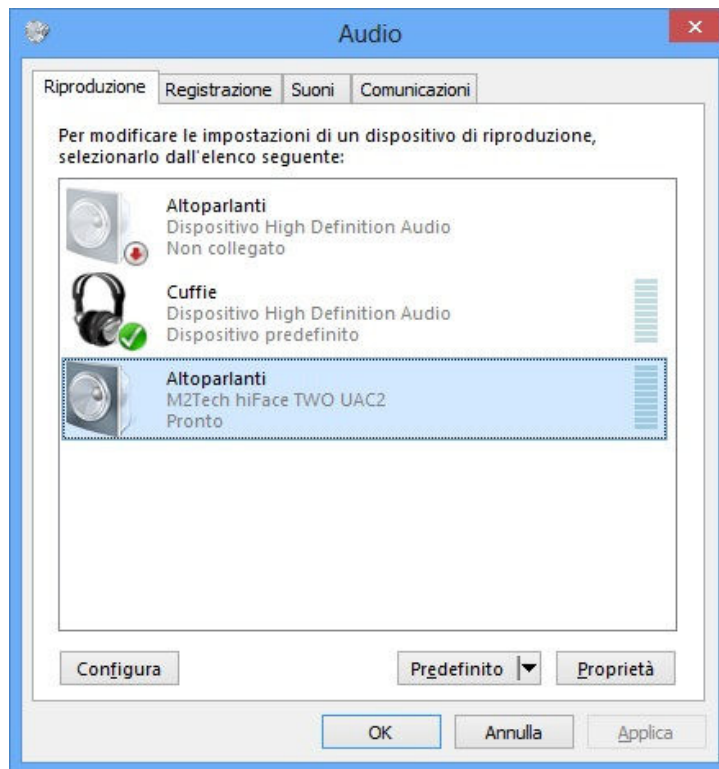 Audio
Riproduzione Registrazione Suoni Comunicazioni
Per modificare le impostazioni di un dispositivo di riproduzione,
selezionarlo dall'elenco seguente:
Altoparlanti
Dispositivo High Definition Audio
Non collegato
Cuffie
Dispositivo High Definition Audio
Dispositivo predefinito
Altoparlanti
M2Tech hiFace TWO UAC2
Pronto
Configura Predefinito Proprietà
OK Annulla Applica